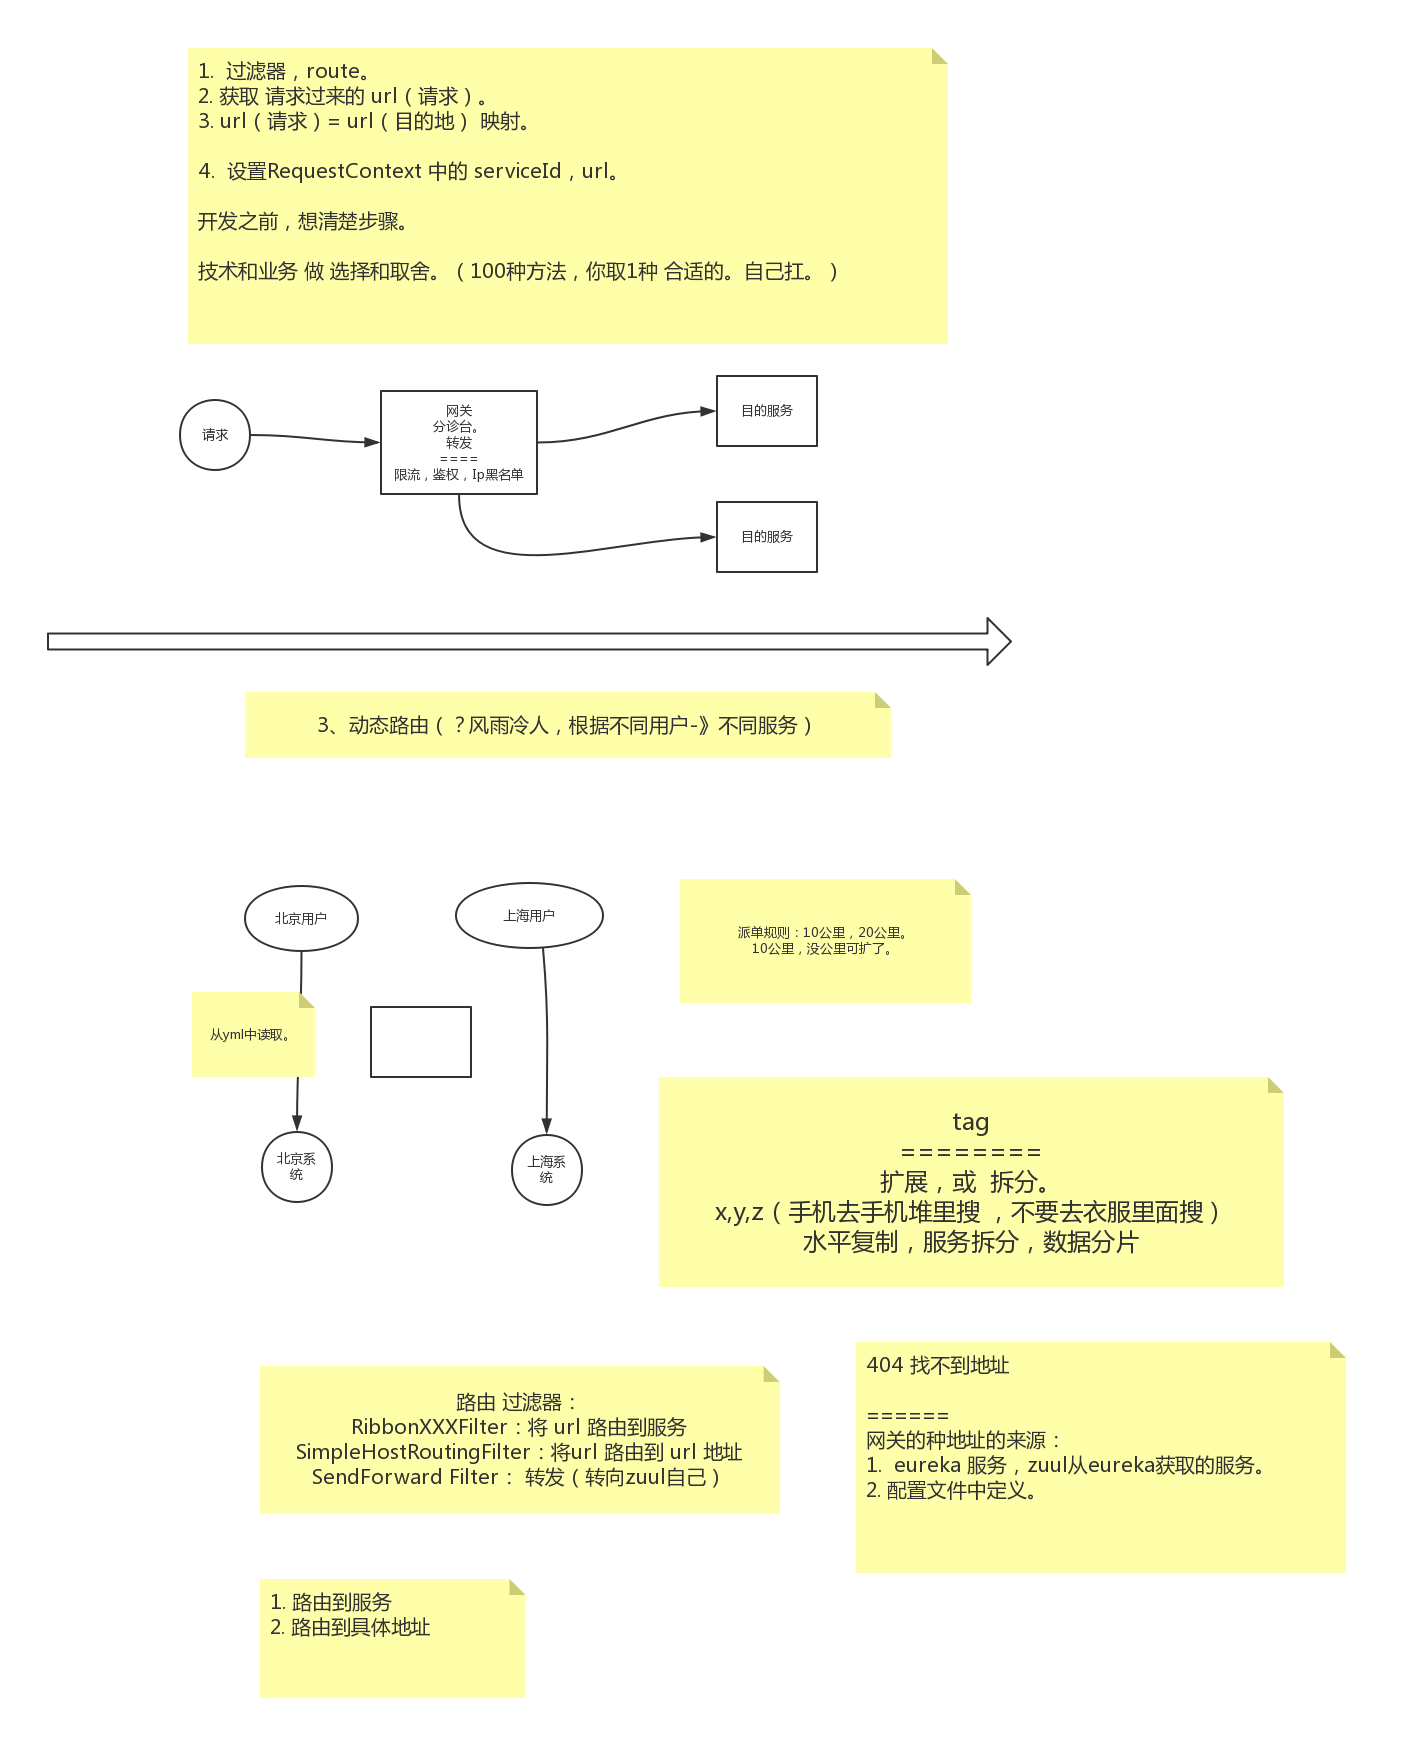 1.  过滤器，route。
2. 获取 请求过来的 url（请求）。
3. url（请求）= url（目的地） 映射。
4.  设置RequestContext 中的 serviceId，url。
开发之前，想清楚步骤。
技术和业务 做 选择和取舍。（100种方法，你取1种 合适的。自己扛。）
请求
网关
分诊台。
转发
====
限流，鉴权，Ip黑名单
目的服务
目的服务
3、动态路由（？风雨冷人，根据不同用户-》不同服务）
北京用户
上海用户
派单规则：10公里，20公里。
10公里，没公里可扩了。
从yml中读取。
北京系
统
上海系
统
tag
========
扩展，或  拆分。
x,y,z（手机去手机堆里搜 ，不要去衣服里面搜）
水平复制，服务拆分，数据分片
路由 过滤器：
RibbonXXXFilter：将 url 路由到服务
SimpleHostRoutingFilter：将url 路由到 url 地址
SendForward Filter： 转发（转向zuul自己）
404 找不到地址
======
网关的种地址的来源：
1.  eureka 服务，zuul从eureka获取的服务。
2. 配置文件中定义。
1. 路由到服务
2. 路由到具体地址